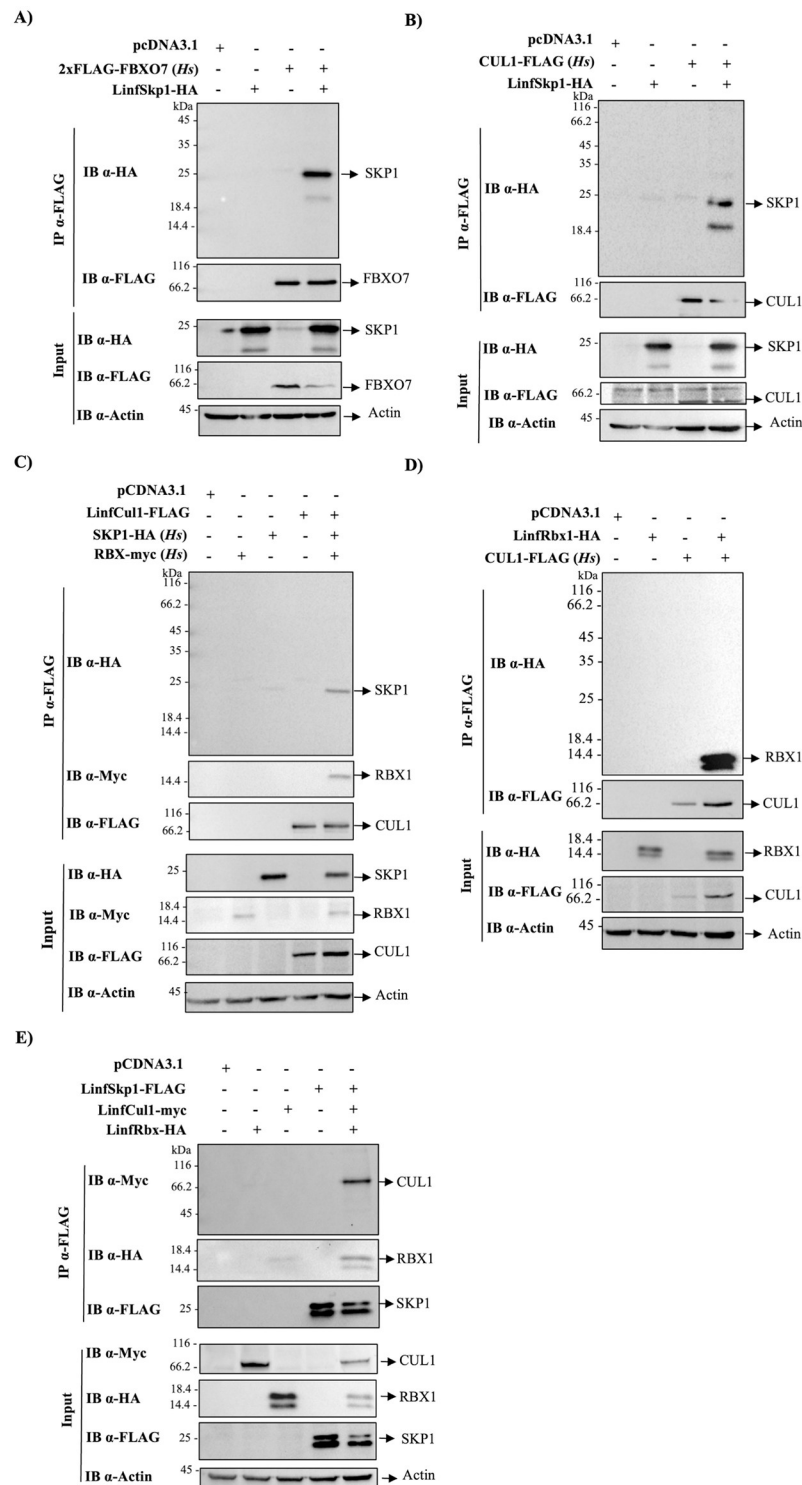 A)
pcDNA3.1 + - - -
2xFLAG-FBXO7 (Hs) - - + +
LinfSkp1-HA - + - +
kDa
45 -
35 -
IP α-FLAG
IB α-HA
25 -
SKP1
18.4 -
14.4 -
116 -
IB α-FLAG
66.2 -
FBXO7
Input
25 -
IB α-HA
SKP1
IB α-FLAG
66.2 -
FBXO7
45 -
IB α-Actin
Actin
B)
pcDNA3.1 + - - -
CUL1-FLAG (Hs) - - + +
LinfSkp1-HA - + - +
kDa
116 -
66.2 -
45 -
35 -
IP α-FLAG
IB α-HA
25 -
SKP1
18.4 -
116 -
IB α-FLAG
66.2 -
CUL1
Input
IB α-HA
25 -
SKP1
IB α-FLAG
66.2 -
CUL1
45 -
IB α-Actin
Actin
C)
pCDNA3.1 + - - - -
LinfCul1-FLAG - - - + +
SKP1-HA (Hs) - - + - +
RBX-myc (Hs) - + - - +
kDa
116 -
66.2 -
45 -
35 -
IP α-FLAG
IB α-HA
25 -
SKP1
18.4 -
14.4 -
IB α-Myc
14.4 -
RBX1
116 -
IB α-FLAG
66.2 -
CUL1
Input
IB α-HA
25 -
SKP1
18.4 -
IB α-Myc
14.4 -
RBX1
116 -
IB α-FLAG
66.2 -
CUL1
45 -
IB α-Actin
Actin
D)
pCDNA3.1 + - - -
LinfRbx1-HA - + - +
CUL1-FLAG (Hs) - - + +
kDa
116 -
66.2 -
45 -
35 -
IP α-FLAG
IB α-HA
25 -
18.4 -
14.4 -
RBX1
116 -
IB α-FLAG
66.2 -
CUL1
Input
18.4 -
IB α-HA
14.4 -
RBX1
116 -
IB α-FLAG
66.2 -
CUL1
45 -
IB α-Actin
Actin
E)
pCDNA3.1 + - - - -
LinfSkp1-FLAG - - - + +
LinfCul1-myc - - + - +
LinfRbx-HA - + - - +
kDa
116 -
IP α-FLAG
IB α-Myc
66.2 -
CUL1
45 -
18.4 -
IB α-HA
14.4 -
RBX1
IB α-FLAG
25 -
SKP1
Input
116 -
IB α-Myc
66.2 -
CUL1
18.4 -
IB α-HA
14.4 -
RBX1
IB α-FLAG
25 -
SKP1
45 -
IB α-Actin
Actin